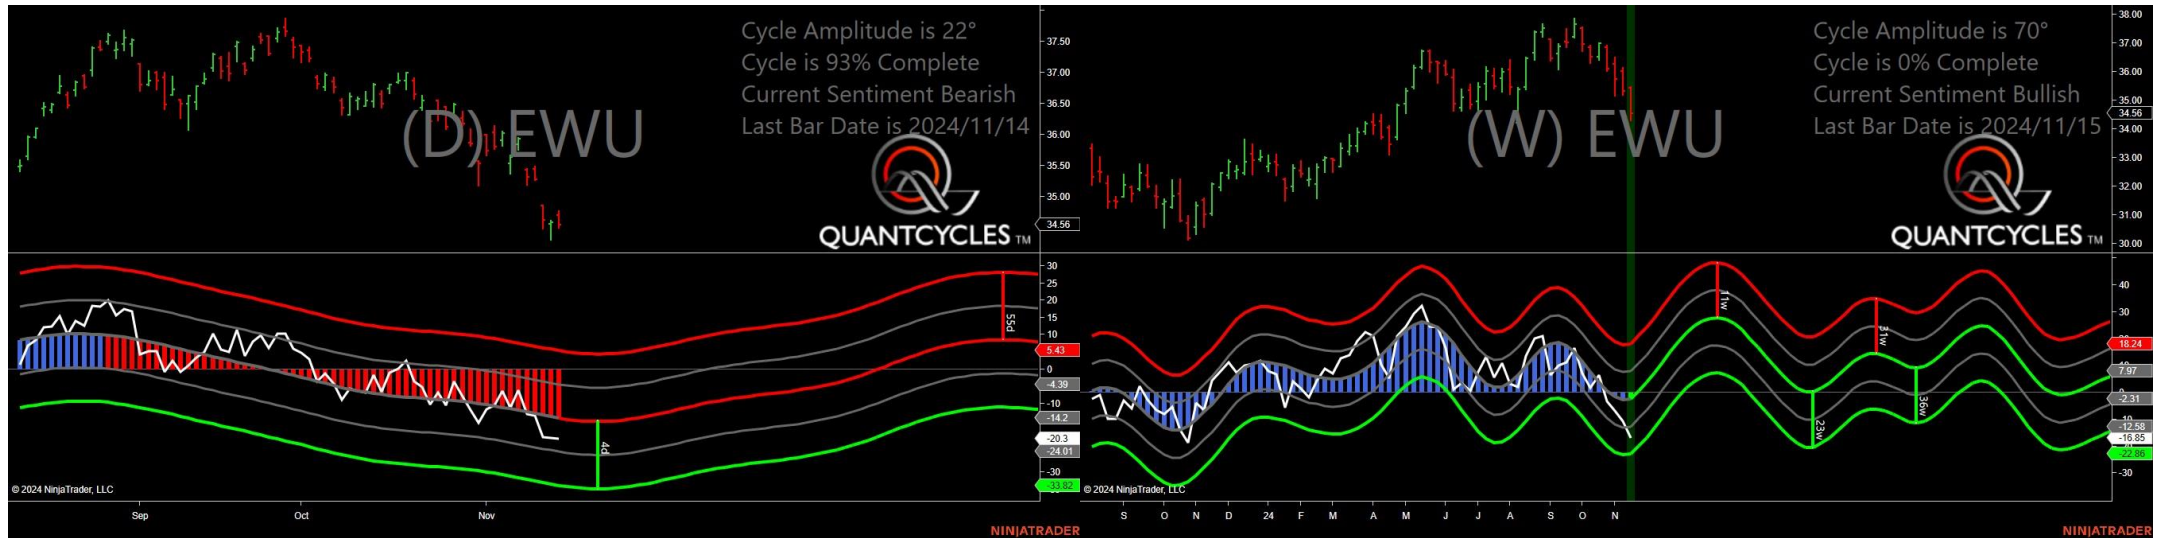 Cycle Amplitude is 22°
Cycle is 93% Complete
Current Sentiment Bearish
Last Bar Date is 2024/11/14
(D) EWU
QUANTCYCLES TM
37.50
37.00
36.50
36.00
35.50
35.00
34.56
30
25
20
15
10
5.43
0
-4.39
-10
-14.2
-20.3
-24.01
-30
-33.82
55d
4d
© 2024 NinjaTrader, LLC
Sep
Oct
Nov
NINJATRADER
Cycle Amplitude is 70°
Cycle is 0% Complete
Current Sentiment Bullish
Last Bar Date is 2024/11/15
(W) EWU
QUANTCYCLES TM
38.00
37.00
36.00
35.00
34.56
34.00
33.00
32.00
31.00
30.00
40
30
18.24
7.97
-2.31
-12.58
-16.85
-22.86
-30
11w
31w
23w
36w
© 2024 NinjaTrader, LLC
S O N D 24 F M A M J J A S O N
NINJATRADER